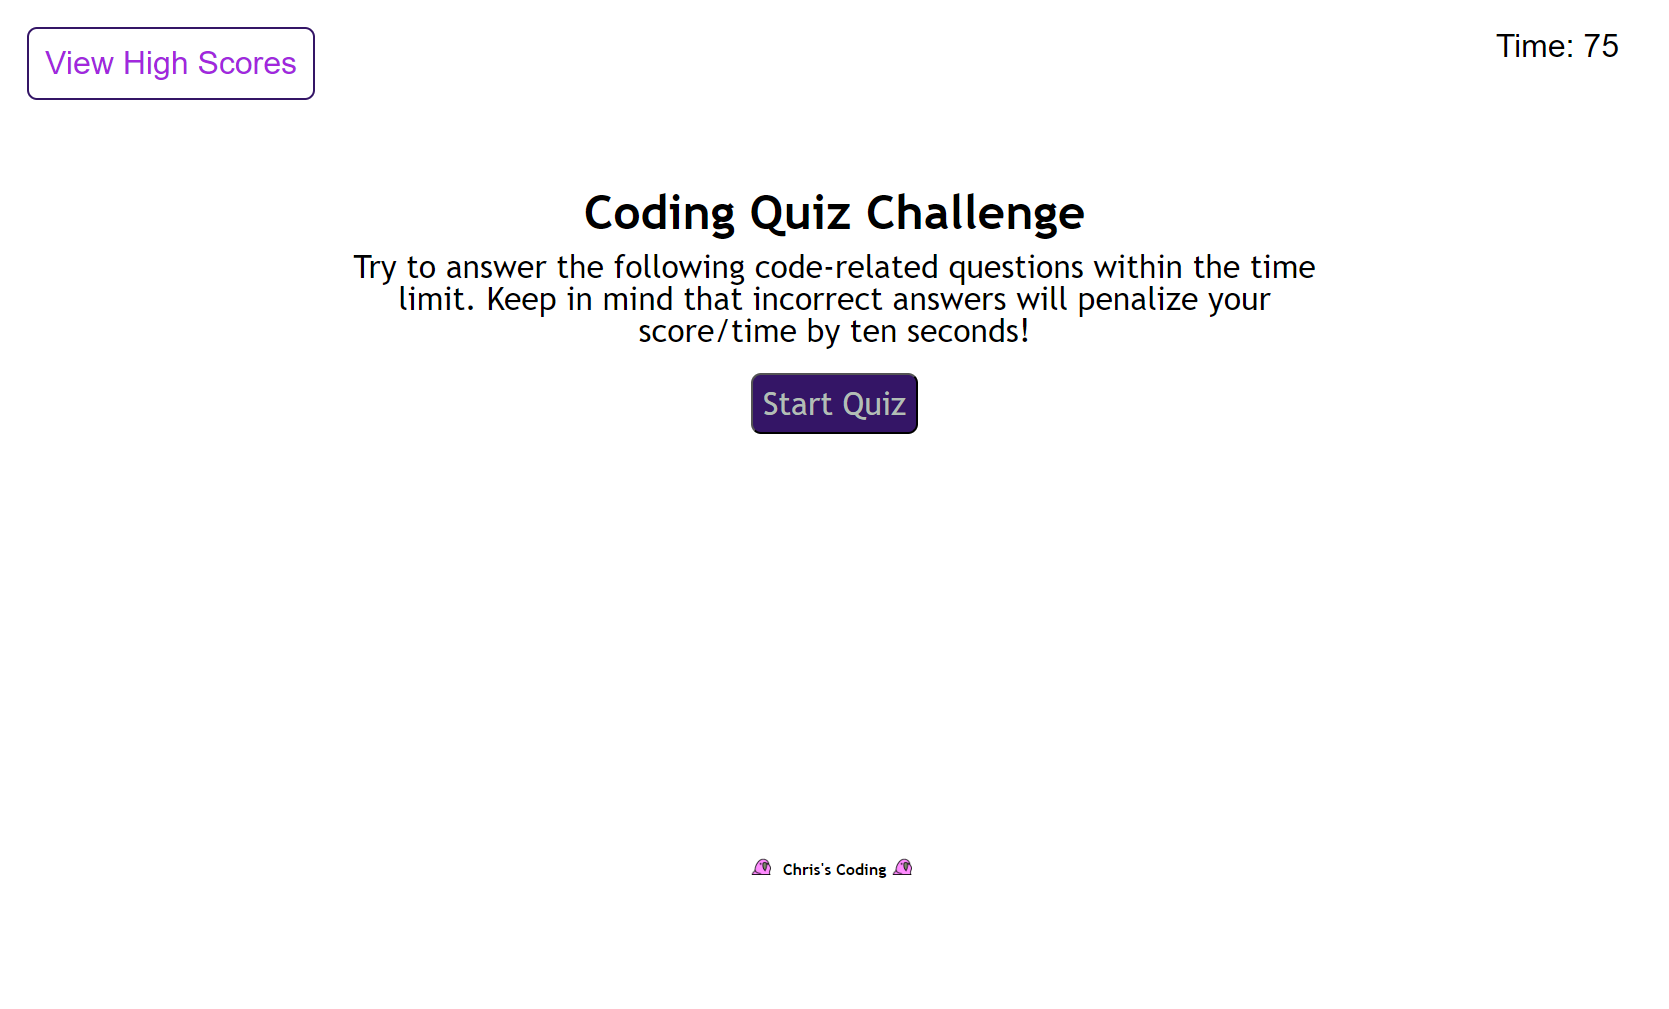 View High Scores
Time: 75
Coding Quiz Challenge
Try to answer the following code-related questions within the time
limit. Keep in mind that incorrect answers will penalize your
score/time by ten seconds!
Start Quiz
Chris's Coding